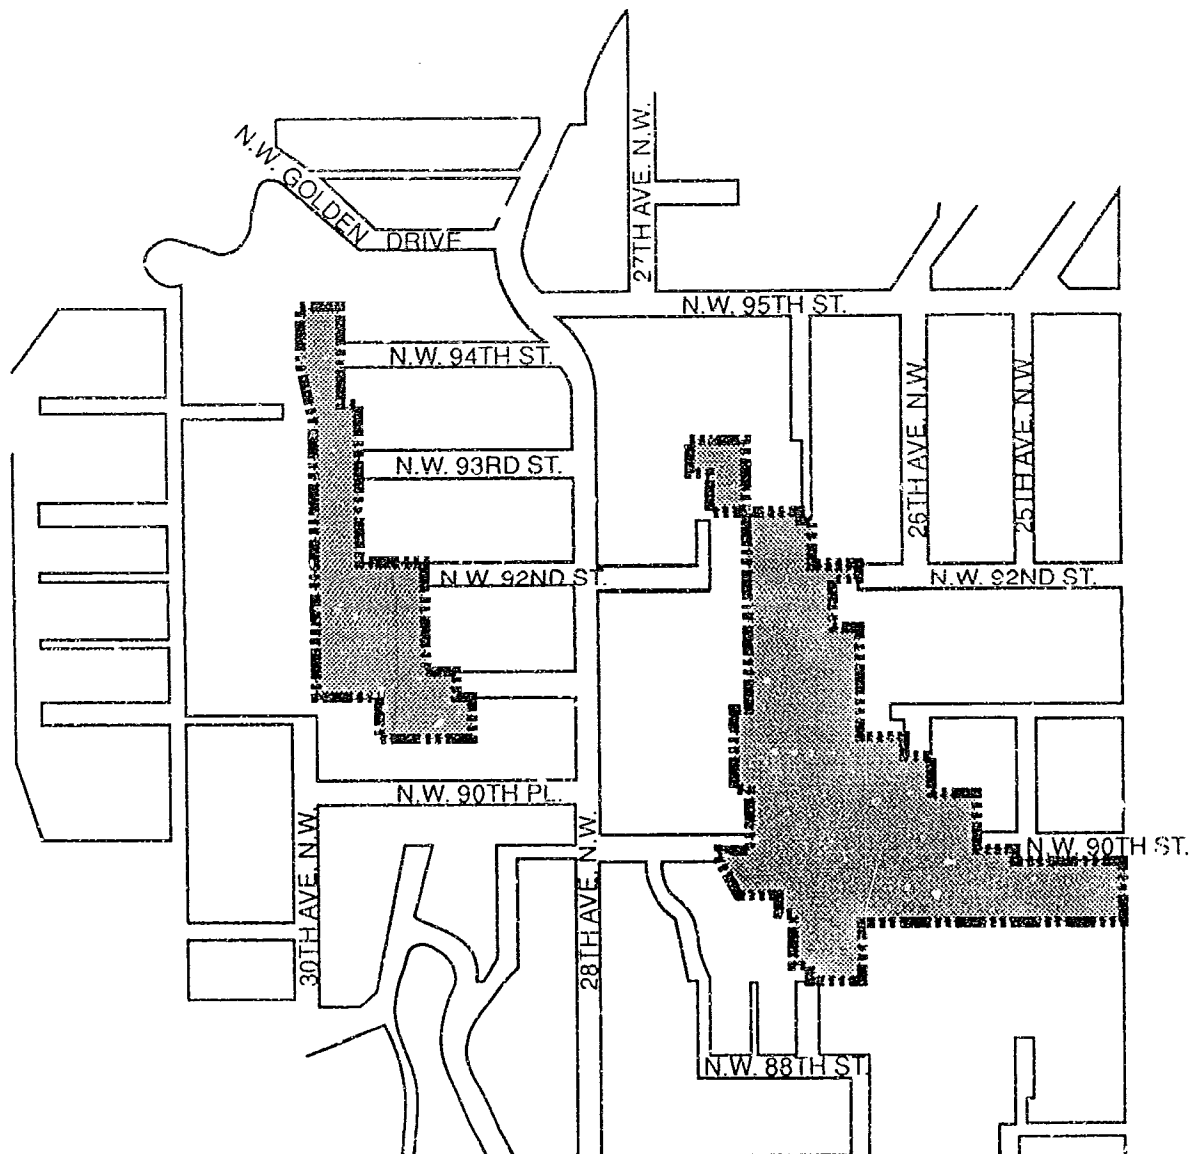 N.W. GOLDEN DRIVE
27TH AVE. N.W.
N.W. 95TH ST.
N.W. 94TH ST.
26TH AVE. N.W.
25TH AVE. N.W
N.W. 93RD ST.
N.W. 92ND ST.
N.W. 92ND ST.
N.W. 90TH PL.
30TH AVE. N.W.
28TH AVE. N.W.
N.W. 90TH ST.
N.W. 88TH ST.